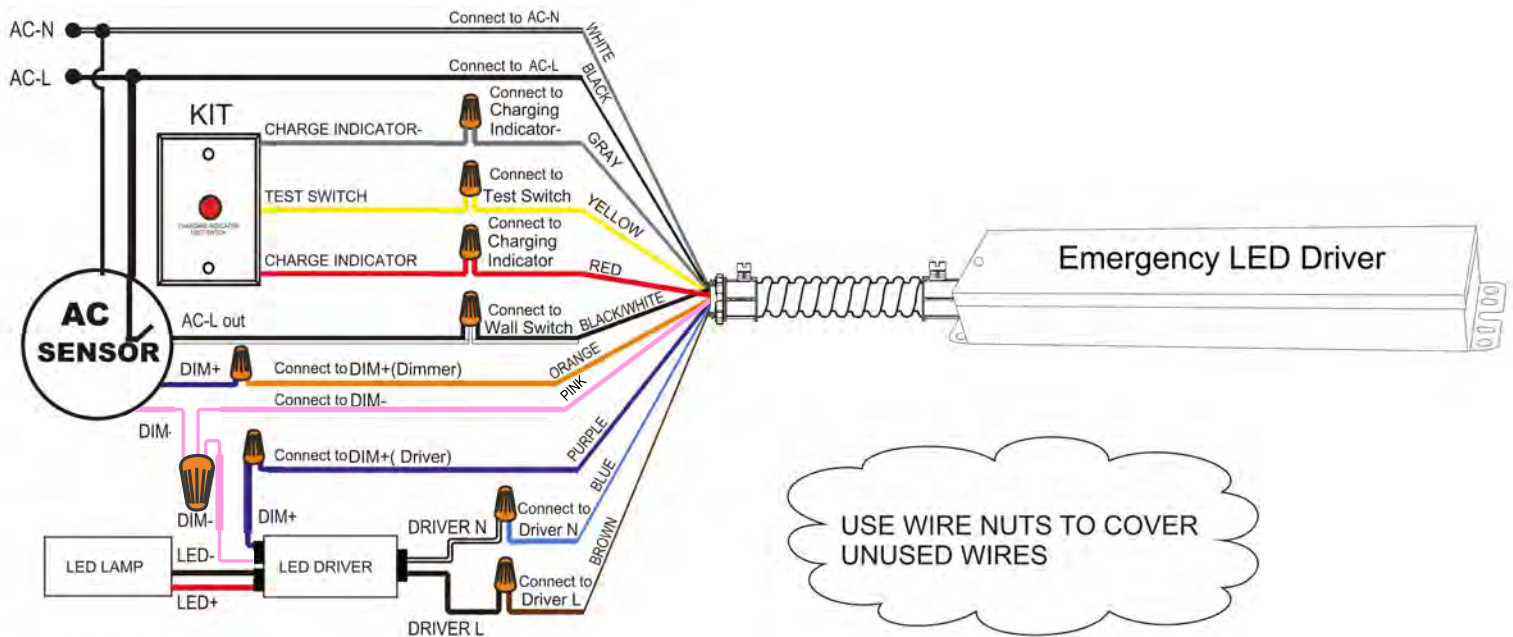 AC-N
Connect to AC-N
WHITE
AC-L
Connect to AC-L
BLACK
KIT
CHARGE INDICATOR-
Connect to
Charging
Indicator-
GRAY
TEST SWITCH
Connect to
Test Switch
YELLOW
CHARGING INDICATOR
TEST SWITCH
CHARGE INDICATOR
Connect to
Charging
Indicator
RED
Emergency LED Driver
AC
SENSOR
AC-L out
Connect to
Wall Switch
BLACK/WHITE
DIM+
Connect to DIM+(Dimmer)
ORANGE
Connect to DIM-
PINK
DIM-
Connect to DIM+( Driver)
PURPLE
DIM-
DIM+
DRIVER N
Connect to
Driver N
BLUE
LED LAMP
LED-
LED+
LED DRIVER
DRIVER L
Connect to
Driver L
BROWN
USE WIRE NUTS TO COVER
UNUSED WIRES